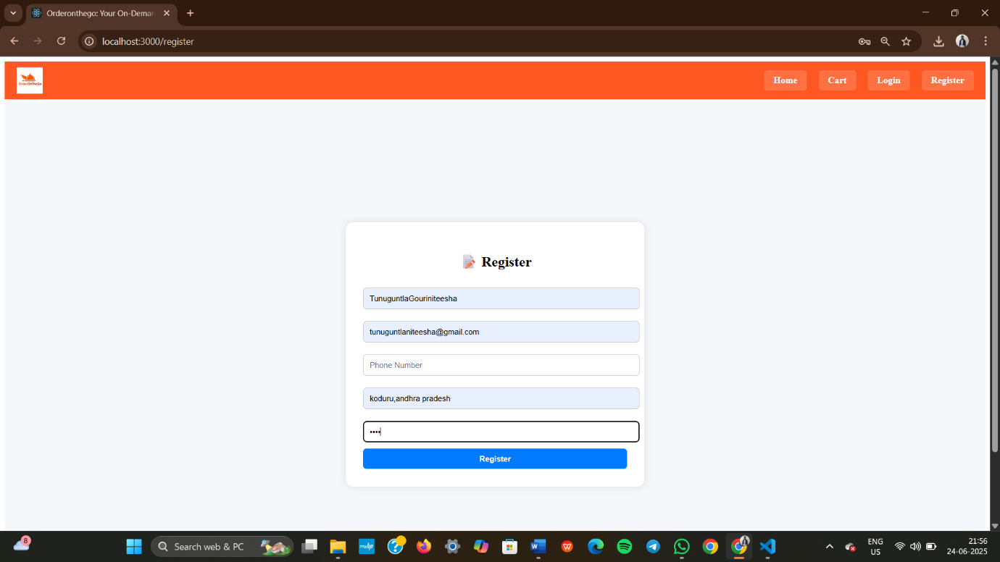 Orderonthego: Your On-Deman
localhost:3000/register
OrderOnTheGo
Home
Cart
Login
Register
Register
TunuguntlaGouriniteesha
tunuguntlaniteesha@gmail.com
Phone Number
koduru,andhra pradesh
••••
Register
8
Search web & PC
myhp
W
W
ENG
US
21:56
24-06-2025